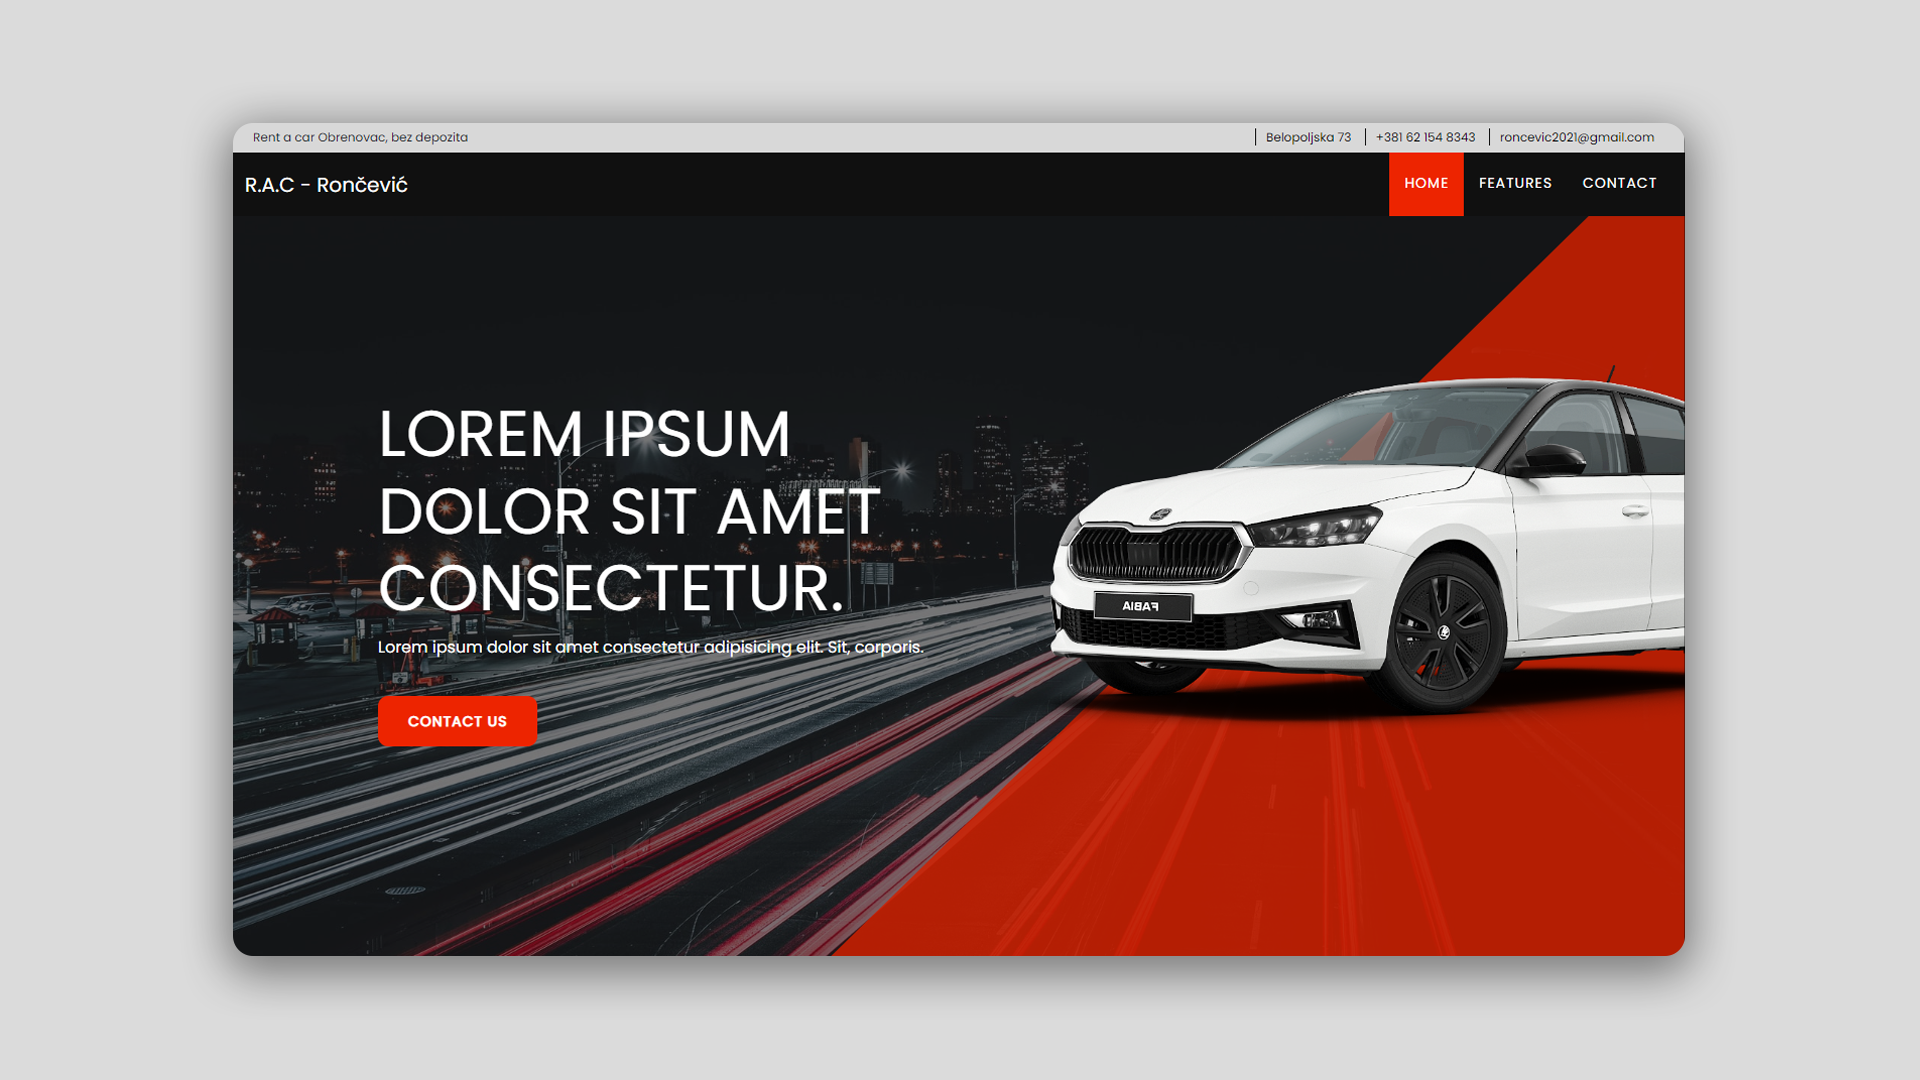 Rent a car Obrenovac, bez depozita
Belopoljska 73
+381 62 154 8343
roncevic2021@gmail.com
R.A.C - Rončević
HOME
FEATURES
CONTACT
LOREM IPSUM
DOLOR SIT AMET
CONSECTETUR.
Lorem ipsum dolor sit amet consectetur adipisicing elit. Sit, corporis.
CONTACT US
FABIA